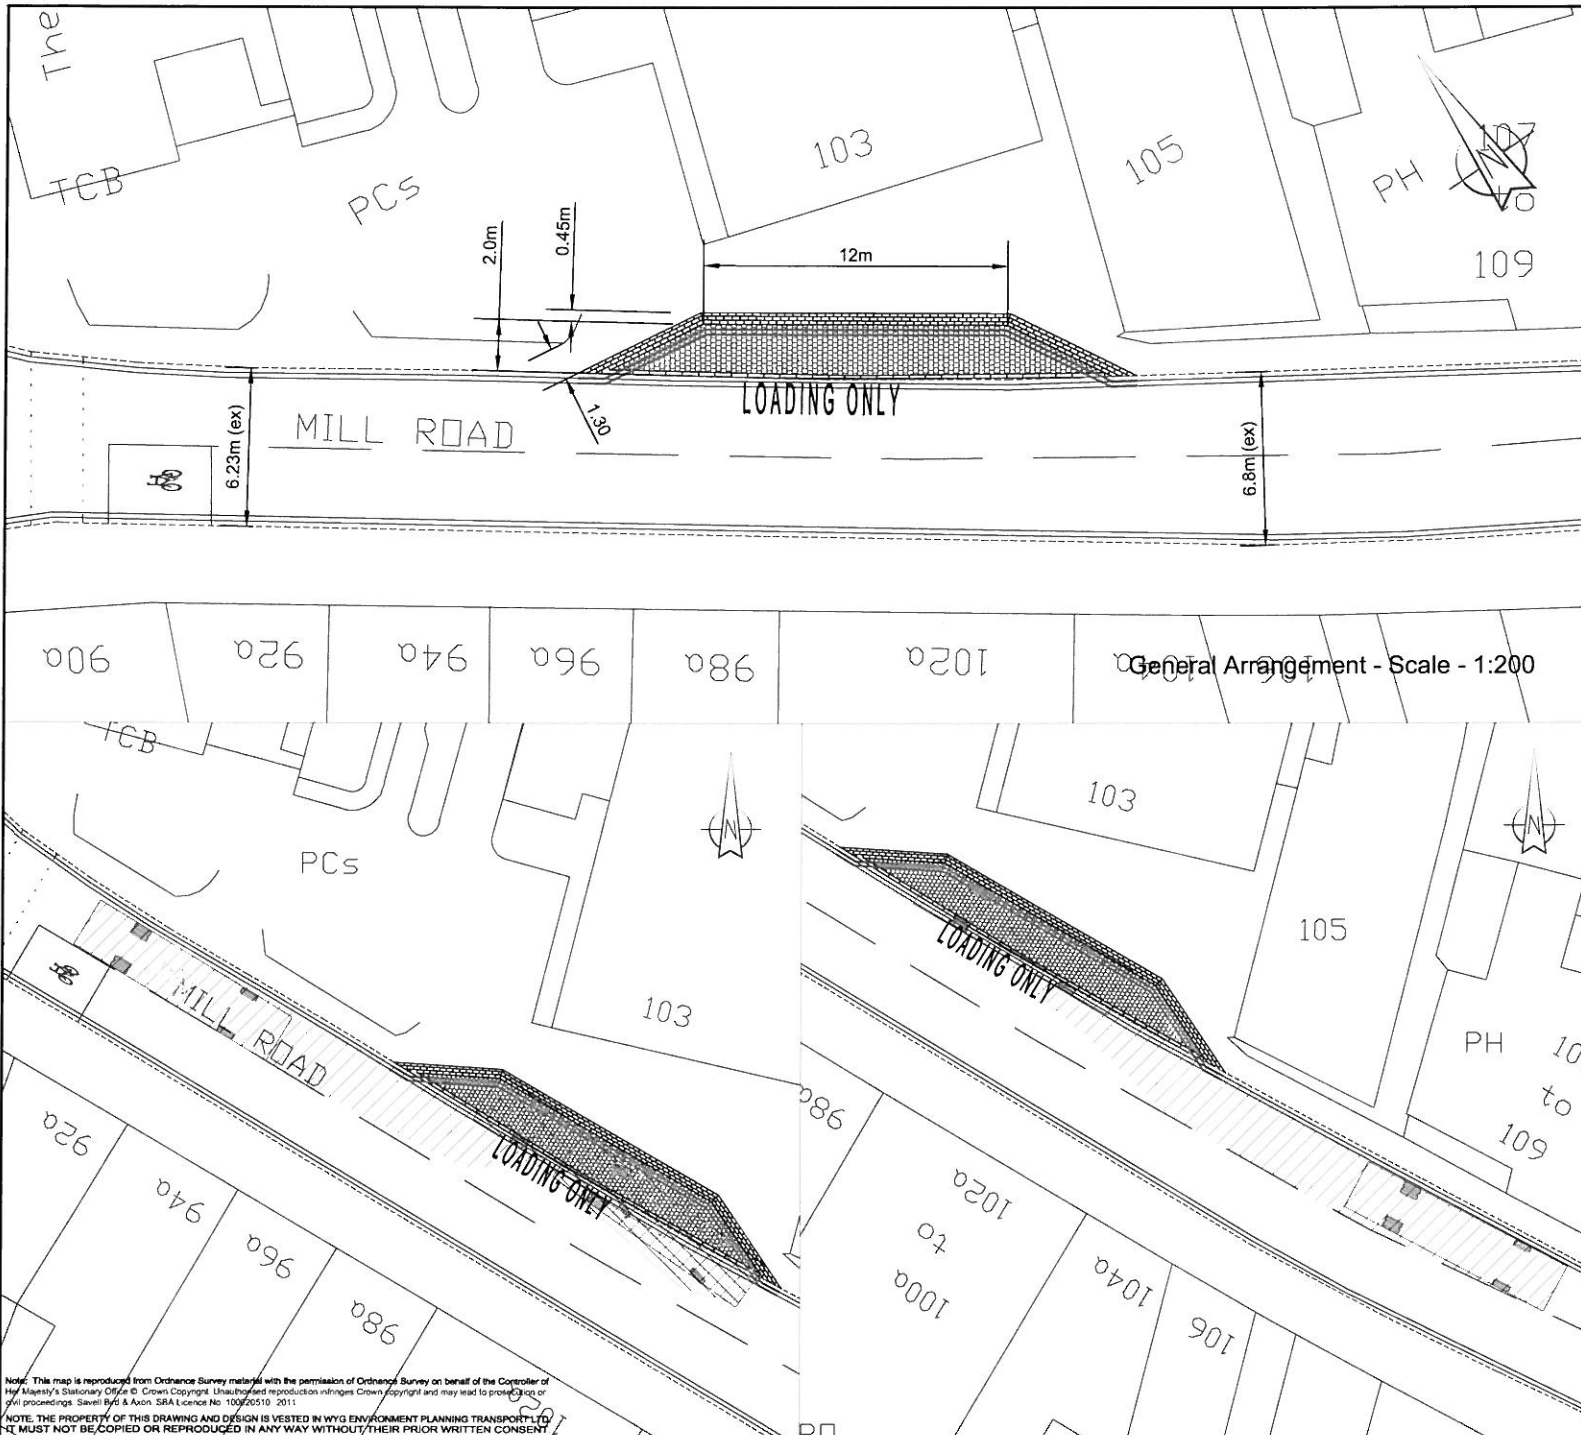 The
TCB
PCs
103
105
PH
107
to
109
N
2.0m
0.45m
12m
LOADING ONLY
1.30
MILL ROAD
6.23m (ex)
6.8m (ex)
90a
92a
94a
96a
98a
102a
104a
106
General Arrangement - Scale - 1:200
TCB
PCs
N
103
MILL ROAD
LOADING ONLY
92a
94a
96a
98a
102a
103
N
105
LOADING ONLY
PH
10
to
109
98a
102a
to
100a
104a
106
Note: This map is reproduced from Ordnance Survey material with the permission of Ordnance Survey on behalf of the Controller of
Her Majesty's Stationary Office © Crown Copyright Unauthorised reproduction infringes Crown copyright and may lead to prosecution or
civil proceedings. Savell Bird & Axon SBA Licence No 100020510 2011
NOTE. THE PROPERTY OF THIS DRAWING AND DESIGN IS VESTED IN WYG ENVIRONMENT PLANNING TRANSPORT LTD
IT MUST NOT BE COPIED OR REPRODUCED IN ANY WAY WITHOUT THEIR PRIOR WRITTEN CONSENT